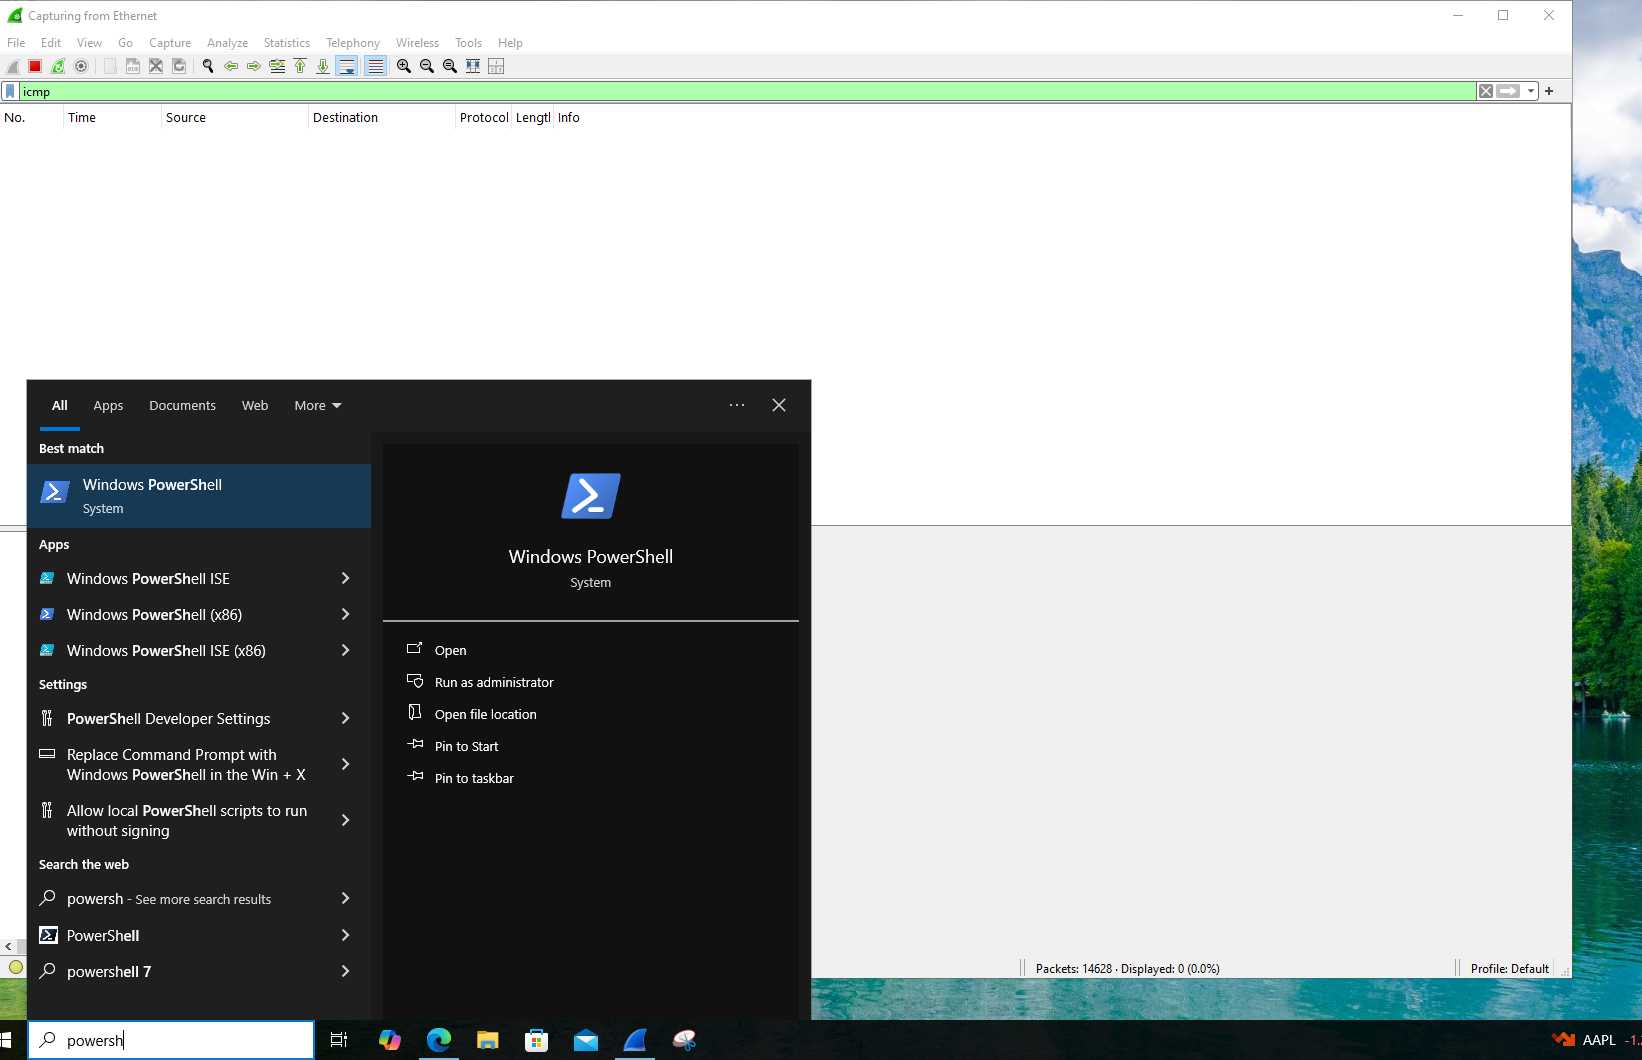 Capturing from Ethernet
File Edit View Go Capture Analyze Statistics Telephony Wireless Tools Help
icmp
No. Time Source Destination Protocol Lengtl Info
All Apps Documents Web More
Best match
Windows PowerShell
System
Apps
Windows PowerShell ISE
Windows PowerShell (x86)
Windows PowerShell ISE (x86)
Settings
PowerShell Developer Settings
Replace Command Prompt with
Windows PowerShell in the Win + X
Allow local PowerShell scripts to run
without signing
Search the web
powersh - See more search results
PowerShell
powershell 7
Windows PowerShell
System
Open
Run as administrator
Open file location
Pin to Start
Pin to taskbar
Packets: 14628 · Displayed: 0 (0.0%)
Profile: Default
powersh
AAPL -1.